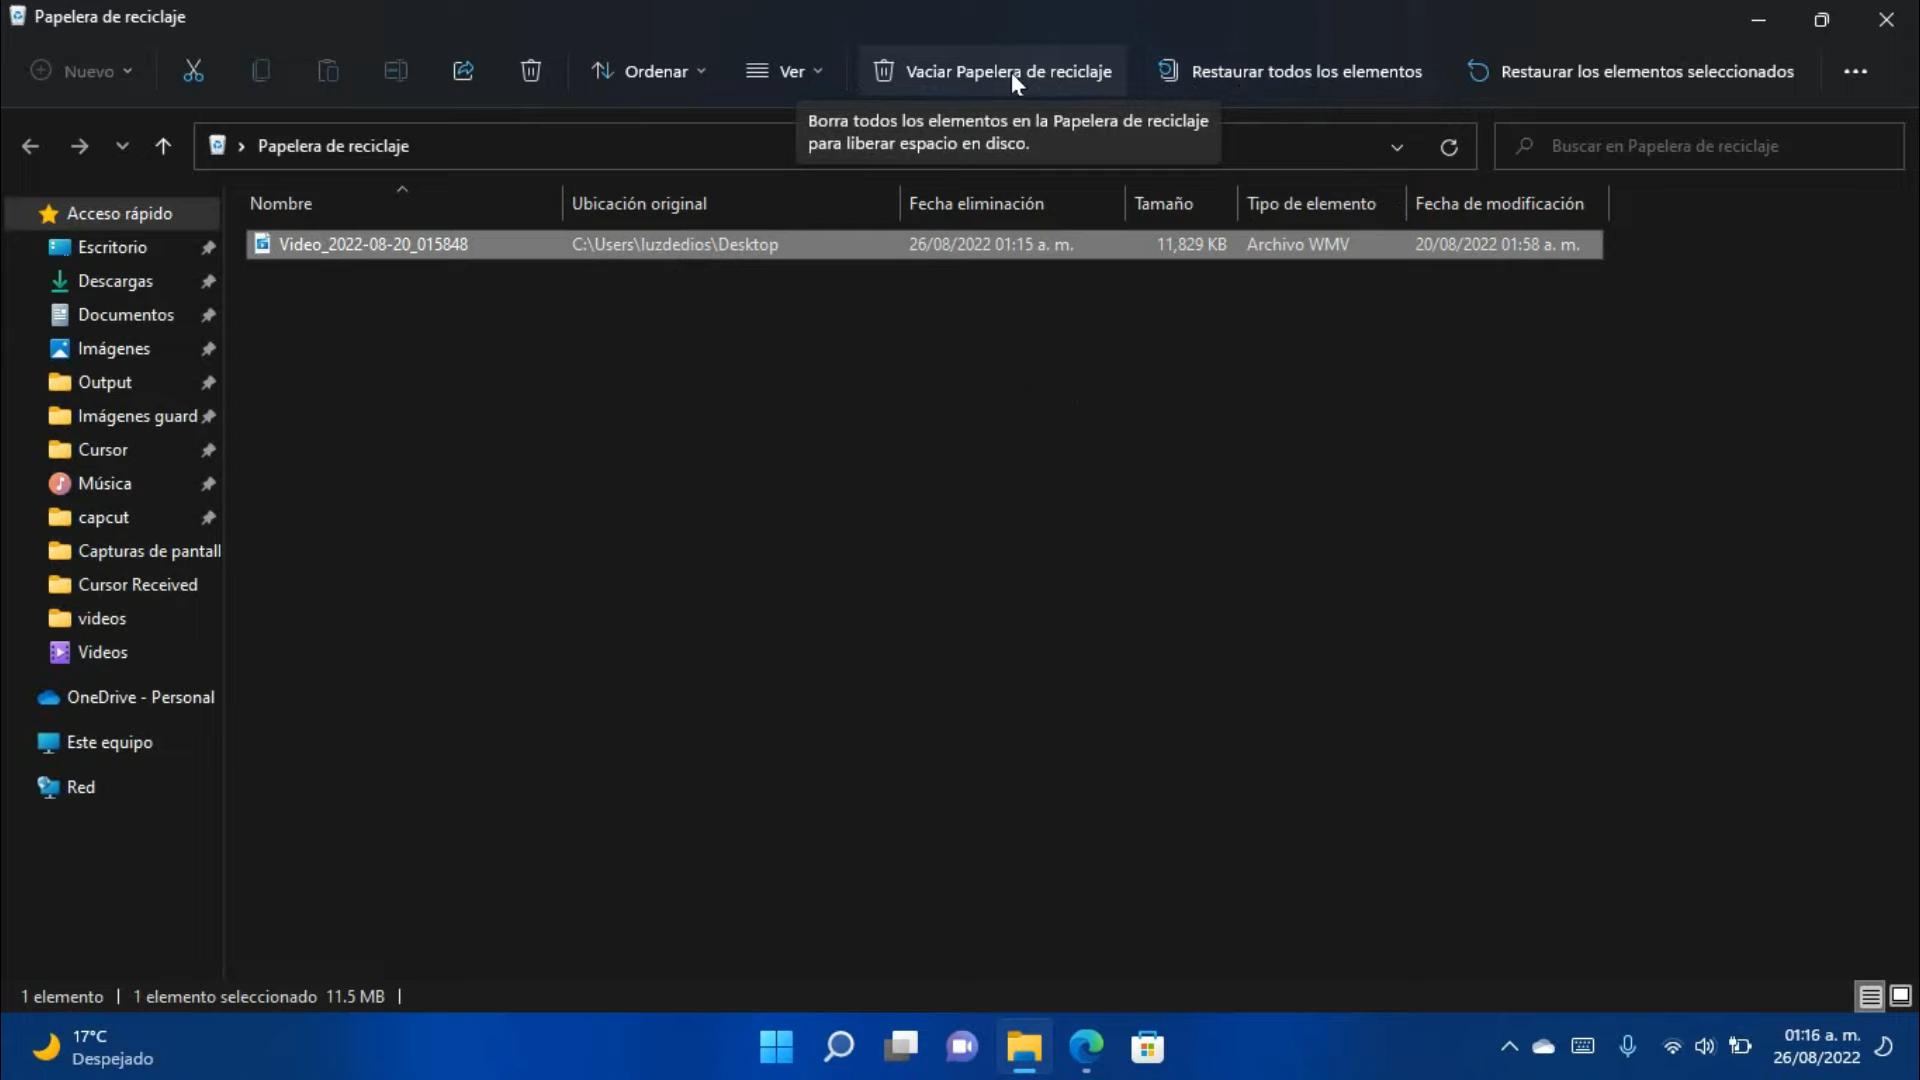 Papelera de reciclaje
Nuevo
Ordenar
Ver
Vaciar Papelera de reciclaje
Restaurar todos los elementos
Restaurar los elementos seleccionados
Borra todos los elementos en la Papelera de reciclaje
para liberar espacio en disco.
Papelera de reciclaje
Buscar en Papelera de reciclaje
Nombre
Ubicación original
Fecha eliminación
Tamaño
Tipo de elemento
Fecha de modificación
Video_2022-08-20_015848
C:\Users\luzdedios\Desktop
26/08/2022 01:15 a. m.
11,829 KB
Archivo WMV
20/08/2022 01:58 a. m.
Acceso rápido
Escritorio
Descargas
Documentos
Imágenes
Output
Imágenes guard
Cursor
Música
capcut
Capturas de pantall
Cursor Received
videos
Videos
OneDrive - Personal
Este equipo
Red
1 elemento
1 elemento seleccionado 11.5 MB
17°C
Despejado
01:16 a. m.
26/08/2022